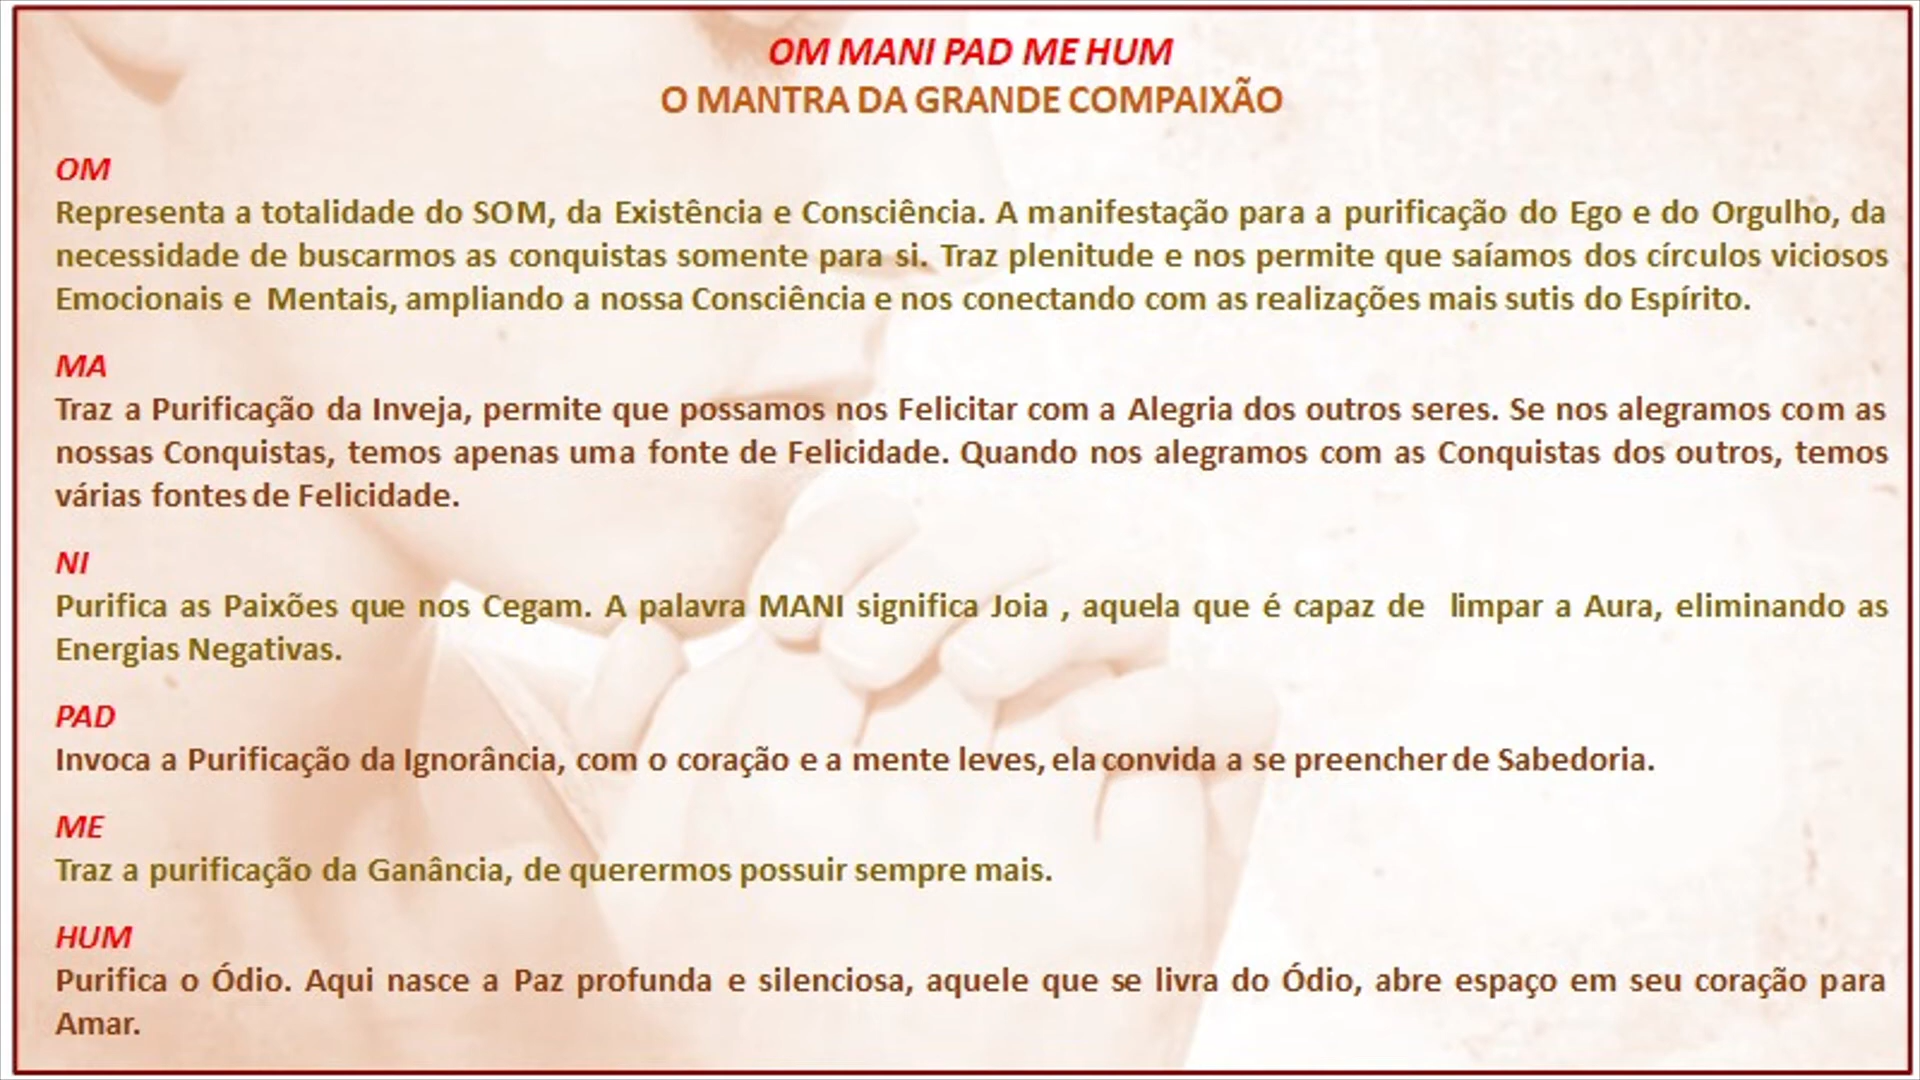 OM MANI PAD ME HUM
O MANTRA DA GRANDE COMPAIXÃO
OM
Representa a totalidade do SOM, da Existência e Consciência. A manifestação para a purificação do Ego e do Orgulho, da
necessidade de buscarmos as conquistas somente para si. Traz plenitude e nos permite que saíamos dos círculos viciosos
Emocionais e Mentais, ampliando a nossa Consciência e nos conectando com as realizações mais sutis do Espírito.
MA
Traz a Purificação da Inveja, permite que possamos nos Felicitar com a Alegria dos outros seres. Se nos alegramos com as
nossas Conquistas, temos apenas uma fonte de Felicidade. Quando nos alegramos com as Conquistas dos outros, temos
várias fontes de Felicidade.
NI
Purifica as Paixões que nos Cegam. A palavra MANI significa Joia , aquela que é capaz de limpar a Aura, eliminando as
Energias Negativas.
PAD
Invoca a Purificação da Ignorância, com o coração e a mente leves, ela convida a se preencher de Sabedoria.
ME
Traz a purificação da Ganância, de querermos possuir sempre mais.
HUM
Purifica o Ódio. Aqui nasce a Paz profunda e silenciosa, aquele que se livra do Ódio, abre espaço em seu coração para
Amar.